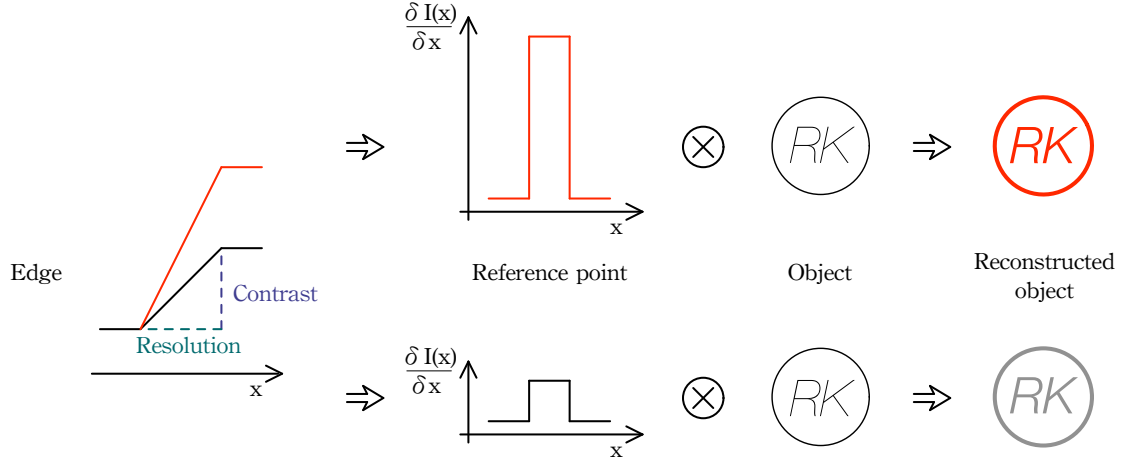 δ I(x)
δ x
x
RK
RK
Edge
Contrast
Resolution
x
Reference point
Object
Reconstructed
object
δ I(x)
δ x
x
RK
RK